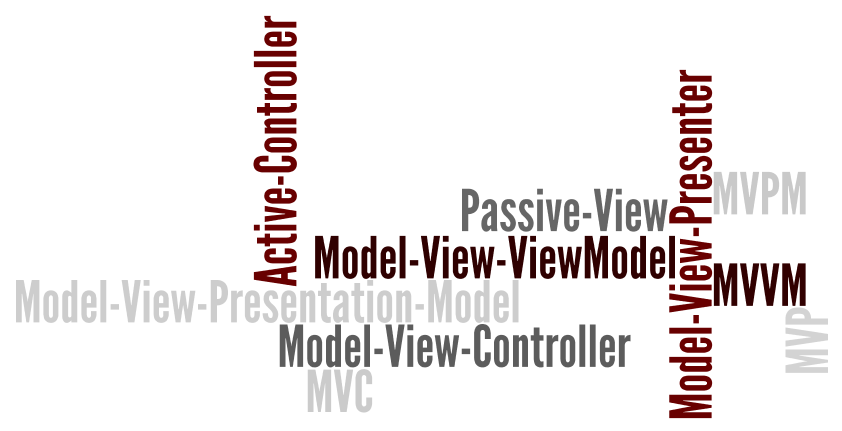 Active-Controller
Model-View-Presenter
MVPM
Passive-View
Model-View-ViewModel
MVVM
Model-View-Presentation-Model
MVP
Model-View-Controller
MVC